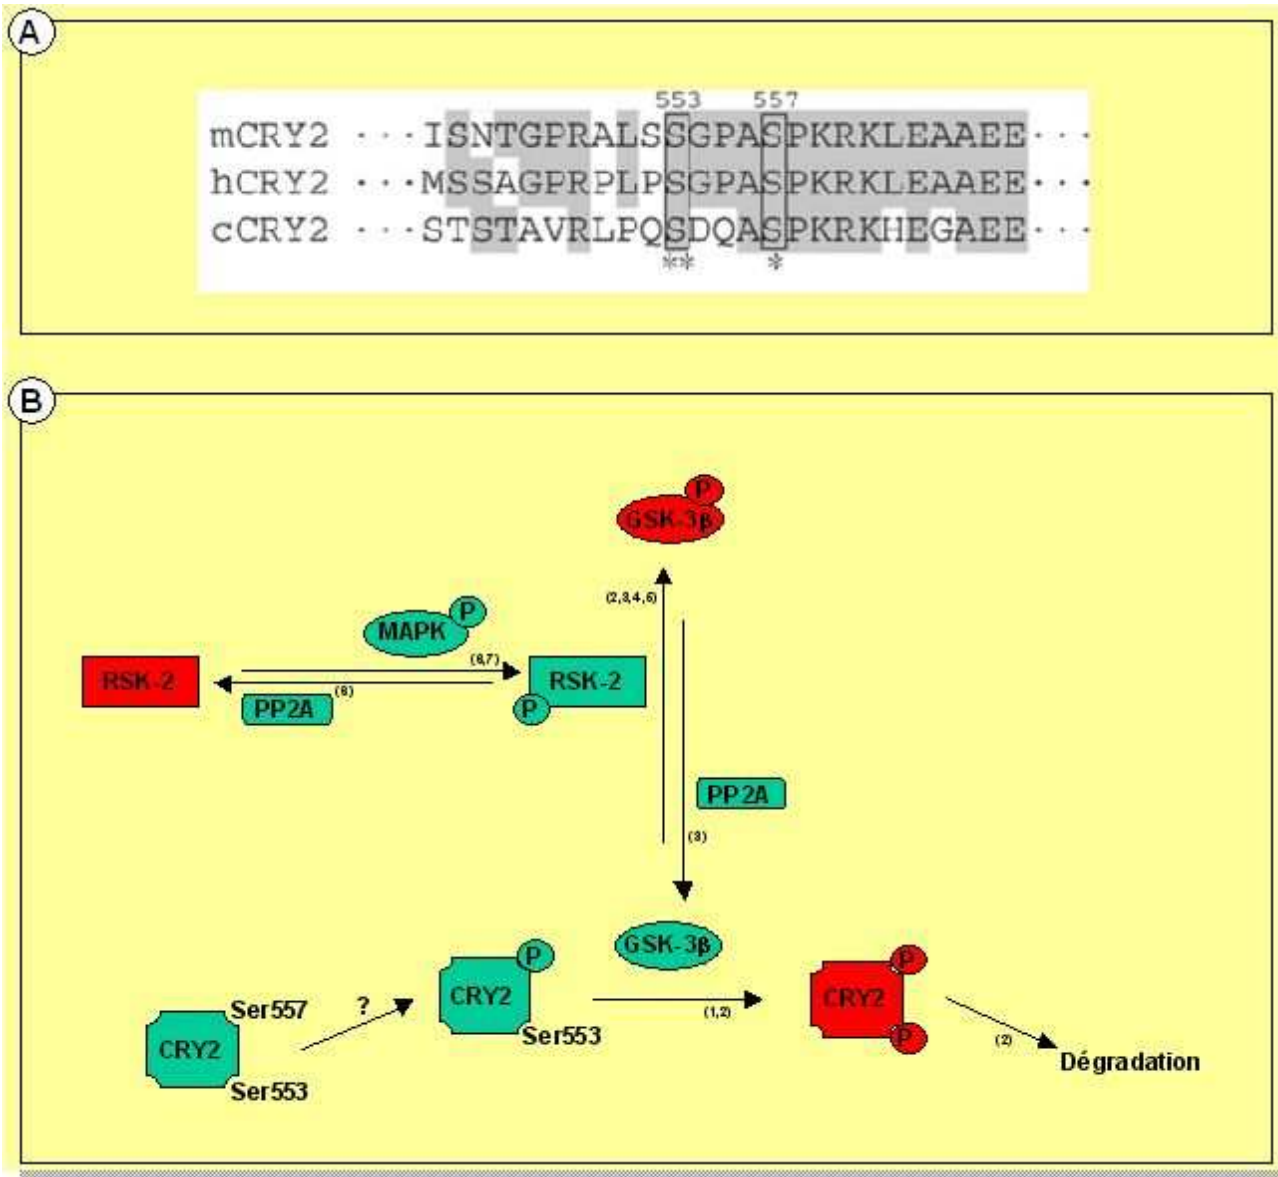 A
553 557
mCRY2 ···ISNTGPRALSSGPASPKRKLEAAEE···
hCRY2 ···MSSAGPRPLPSGPASPKRKLEAAEE···
cCRY2 ···STSTAVRLPQSDQASPKRKHEGAEE···
** *
B
P
GSK-3β
(2,3,4,5)
P
MAPK
(6,7)
RSK-2
RSK-2
(8)
PP2A
P
PP2A
(3)
GSK-3β
P
P
CRY2
CRY2
Ser557
?
(1,2)
Ser553
P
CRY2
(2)
Dégradation
Ser553